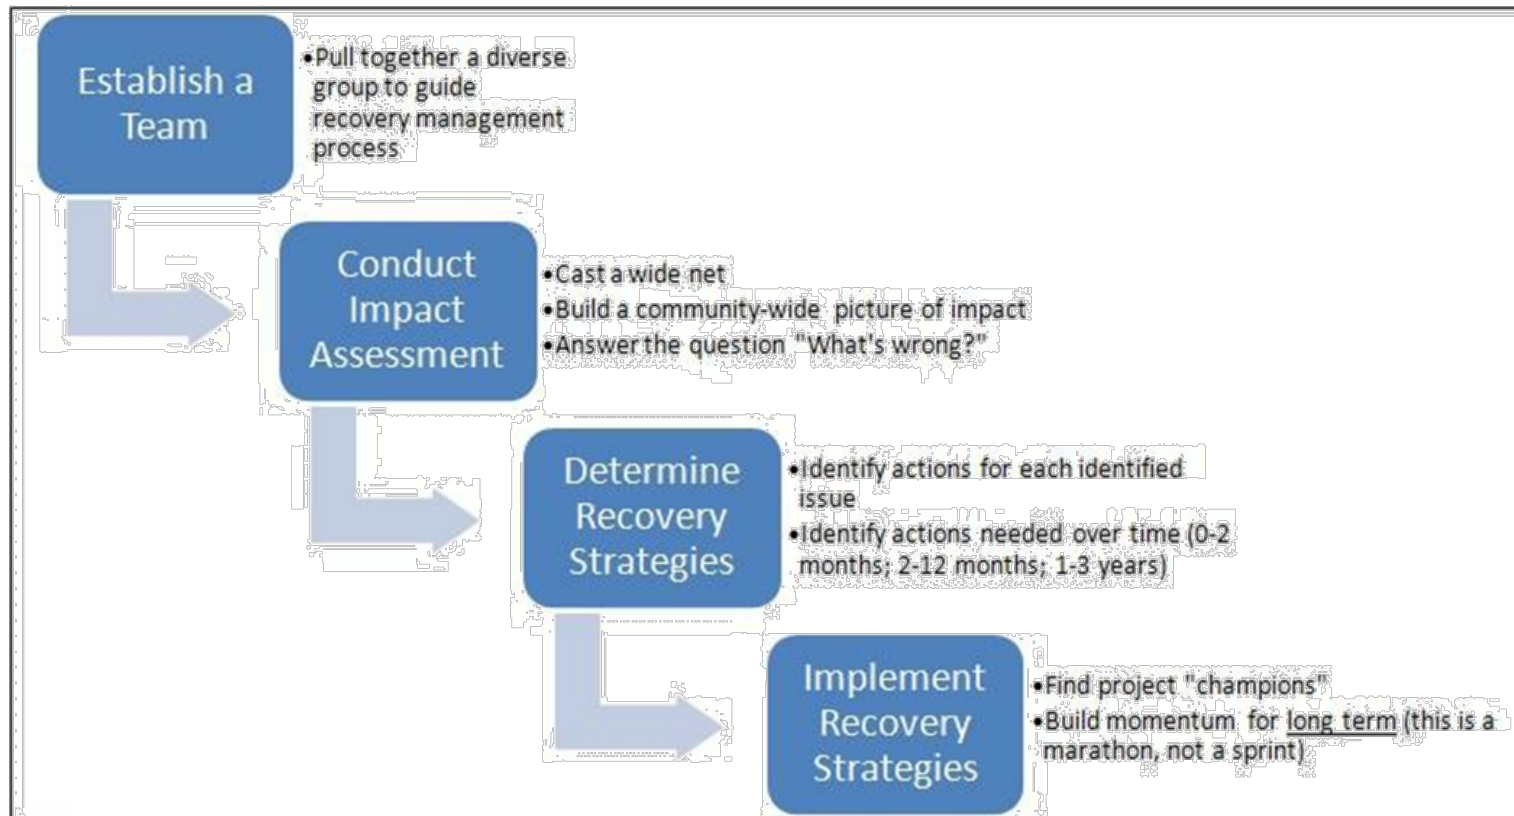 Establish a
Team
•Pull together a diverse
group to guide
recovery management
process
Conduct
Impact
Assessment
•Cast a wide net
•Build a community-wide picture of impact
•Answer the question "What's wrong?"
Determine
Recovery
Strategies
•Identify actions for each identified
issue
•Identify actions needed over time (0-2
months; 2-12 months; 1-3 years)
Implement
Recovery
Strategies
•Find project "champions"
•Build momentum for long term (this is a
marathon, not a sprint)